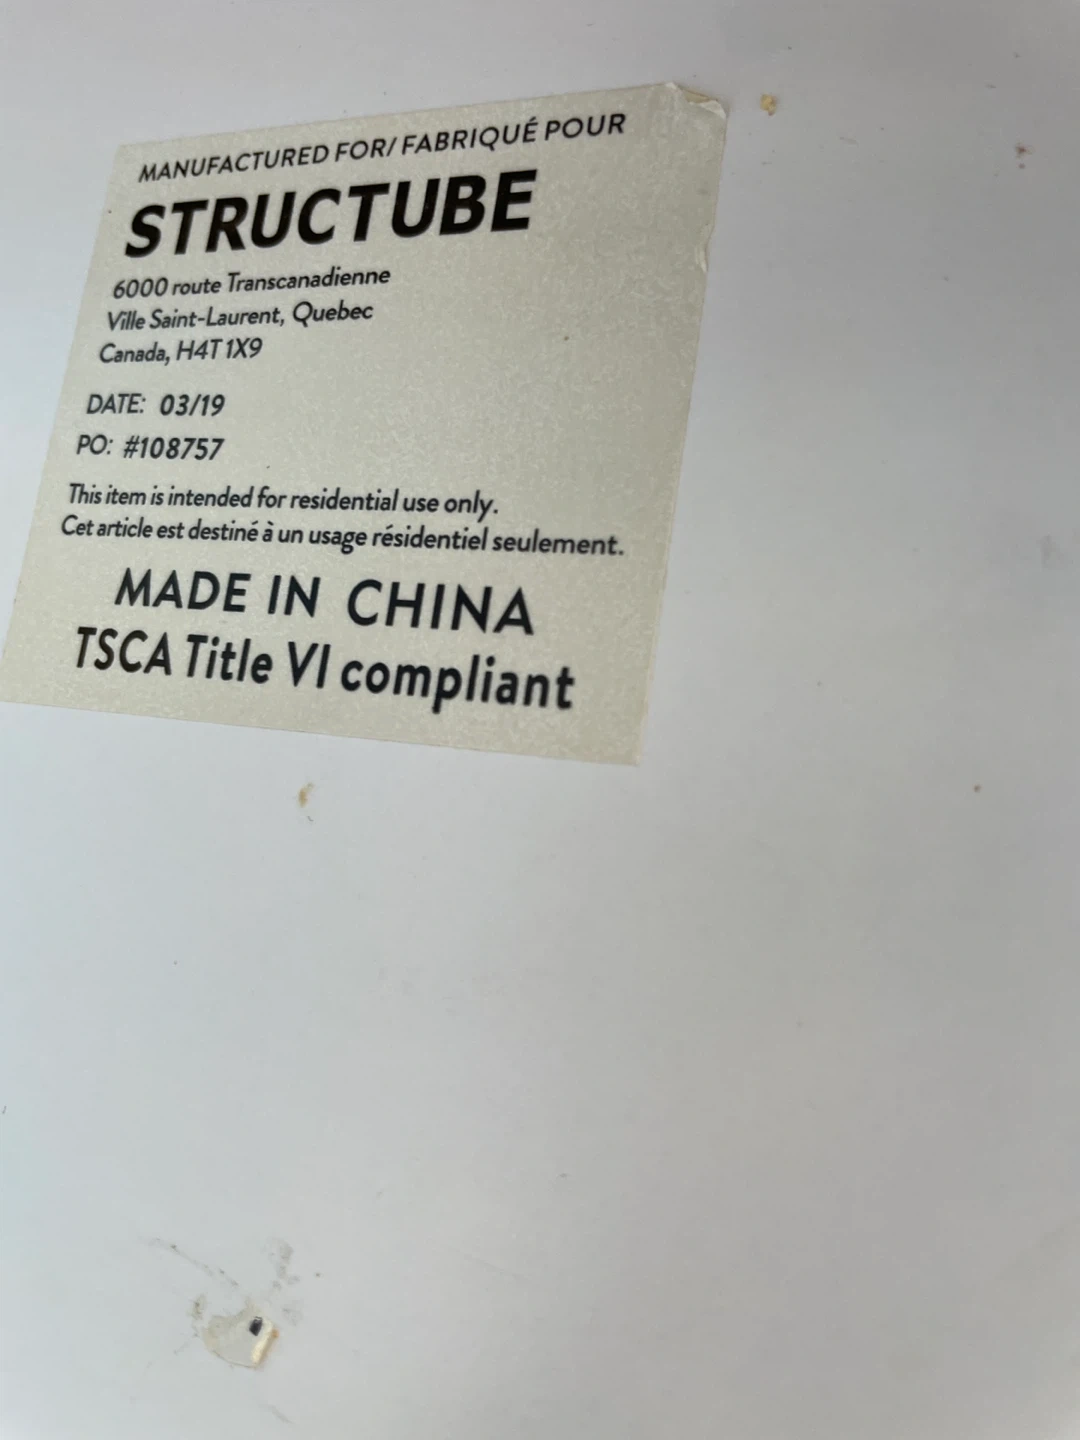 MANUFACTURED FOR/ FABRIQUÉ POUR
STRUCTUBE
6000 route Transcanadienne
Ville Saint-Laurent, Quebec
Canada, H4T 1X9
DATE: 03/19
PO: #108757
This item is intended for residential use only.
Cet article est destiné à un usage résidentiel seulement.
MADE IN CHINA
TSCA Title VI compliant